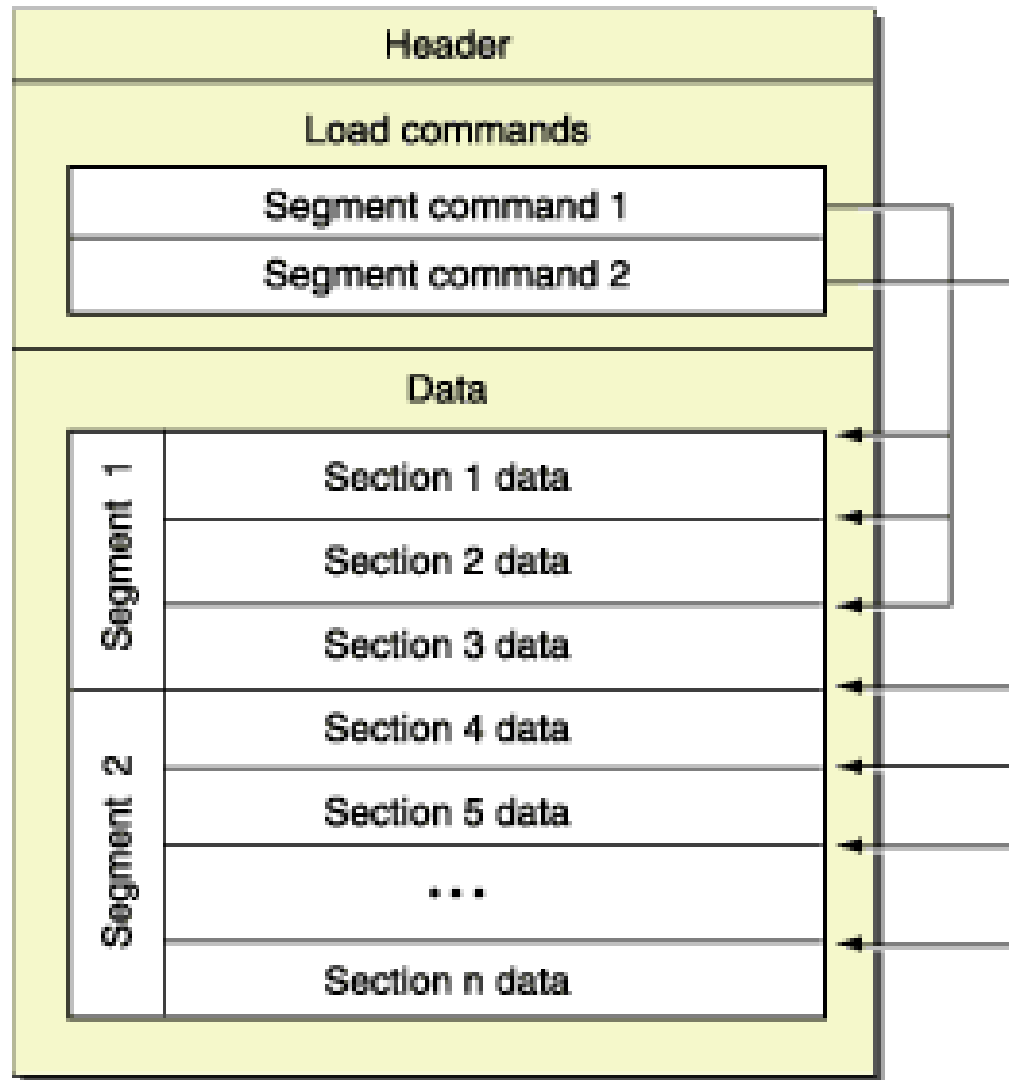 Header
Load commands
Segment command 1
Segment command 2
Data
Segment 1
Section 1 data
Section 2 data
Section 3 data
Segment 2
Section 4 data
Section 5 data
...
Section n data